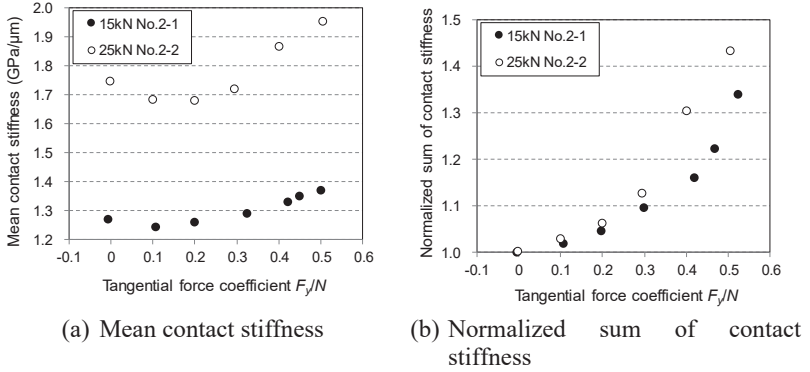 2.0
1.9
1.8
1.7
1.6
1.5
1.4
1.3
1.2
-0.1 0 0.1 0.2 0.3 0.4 0.5 0.6
Mean contact stiffness (GPa/μm)
Tangential force coefficient Fy/N
15kN No.2-1
25kN No.2-2
(a) Mean contact stiffness
1.5
1.4
1.3
1.2
1.1
1.0
-0.1 0 0.1 0.2 0.3 0.4 0.5 0.6
Normalized sum of contact stiffness
Tangential force coefficient Fy/N
15kN No.2-1
25kN No.2-2
(b) Normalized sum of contact
stiffness